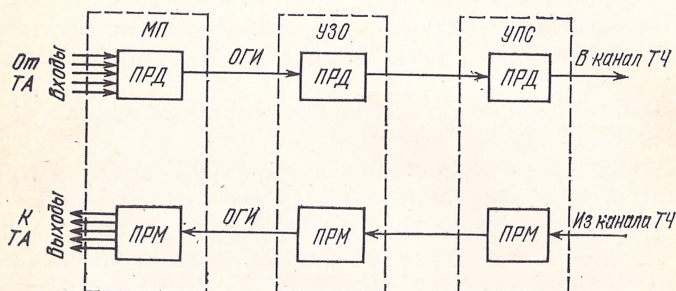 МП УЗО УПС
От ТА
Входы
ПРД
ОГИ
ПРД
ПРД
В канал ТЧ
К ТА
Выходы
ПРМ
ОГИ
ПРМ
ПРМ
Из канала ТЧ